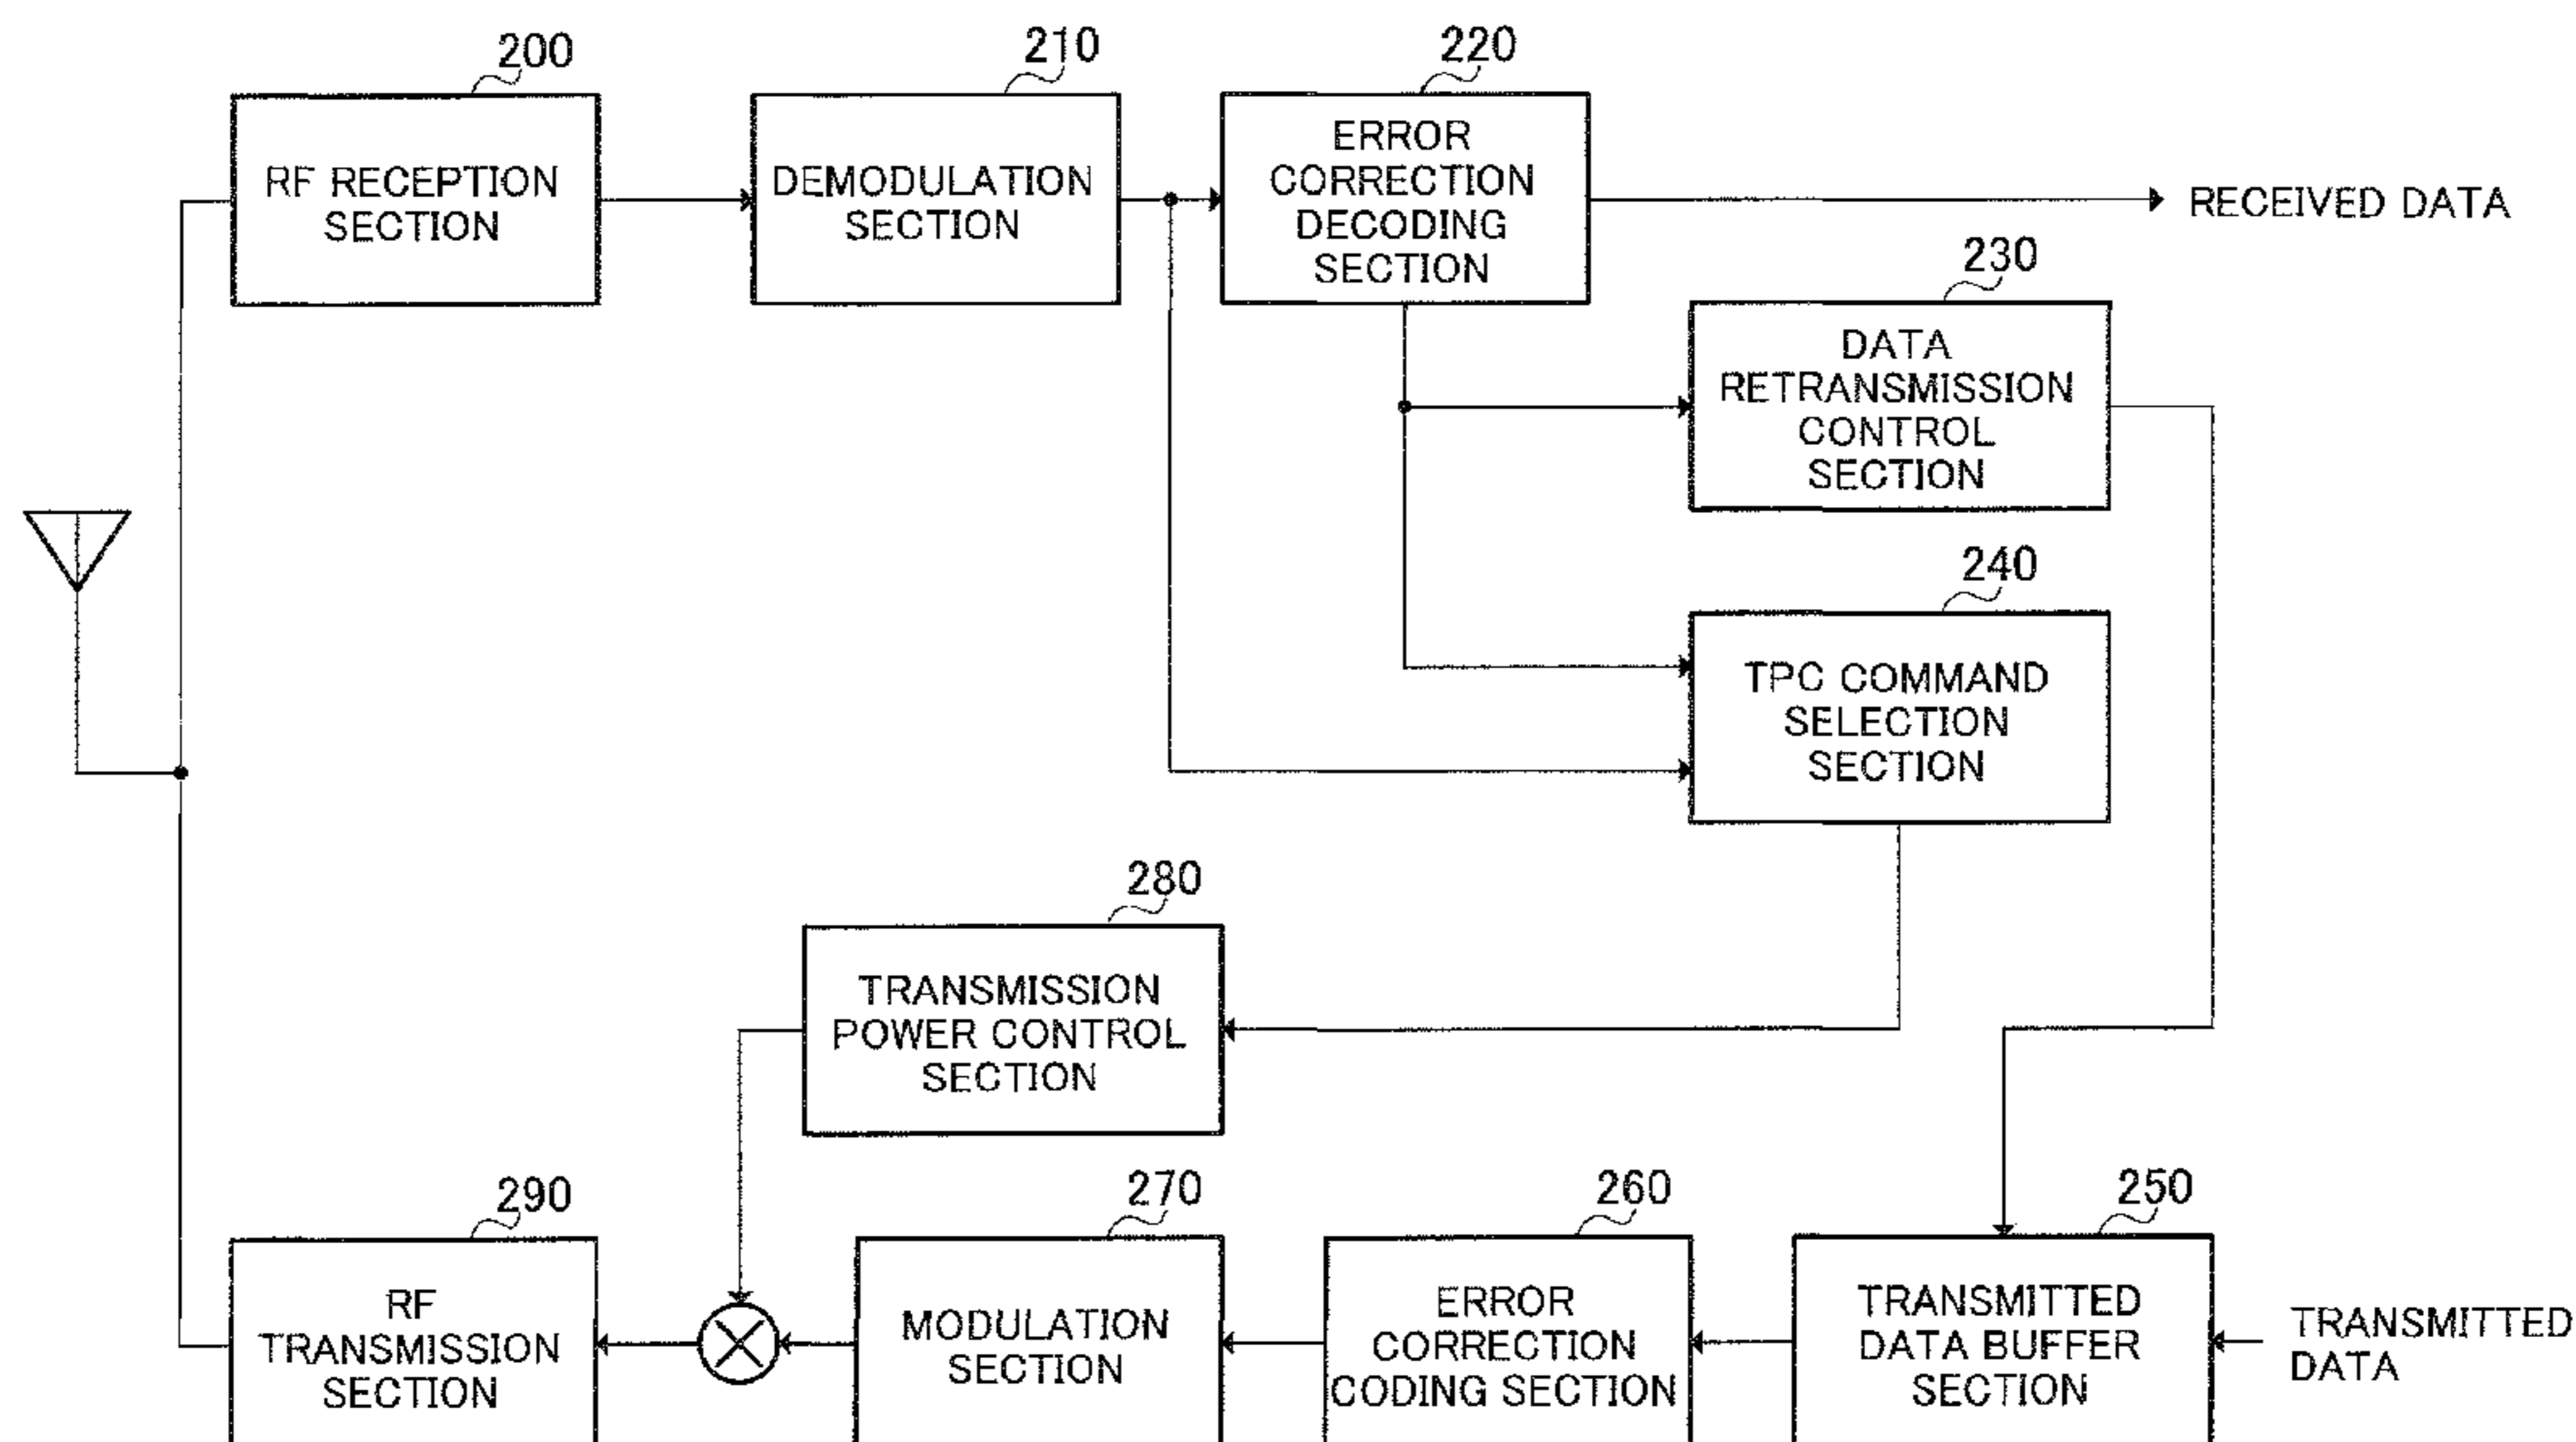 200
210
220
RF RECEPTION
SECTION
DEMODULATION
SECTION
ERROR
CORRECTION
DECODING
SECTION
RECEIVED DATA
230
DATA
RETRANSMISSION
CONTROL
SECTION
240
TPC COMMAND
SELECTION
SECTION
280
TRANSMISSION
POWER CONTROL
SECTION
290
270
260
250
RF
TRANSMISSION
SECTION
MODULATION
SECTION
ERROR
CORRECTION
CODING SECTION
TRANSMITTED
DATA BUFFER
SECTION
TRANSMITTED
DATA